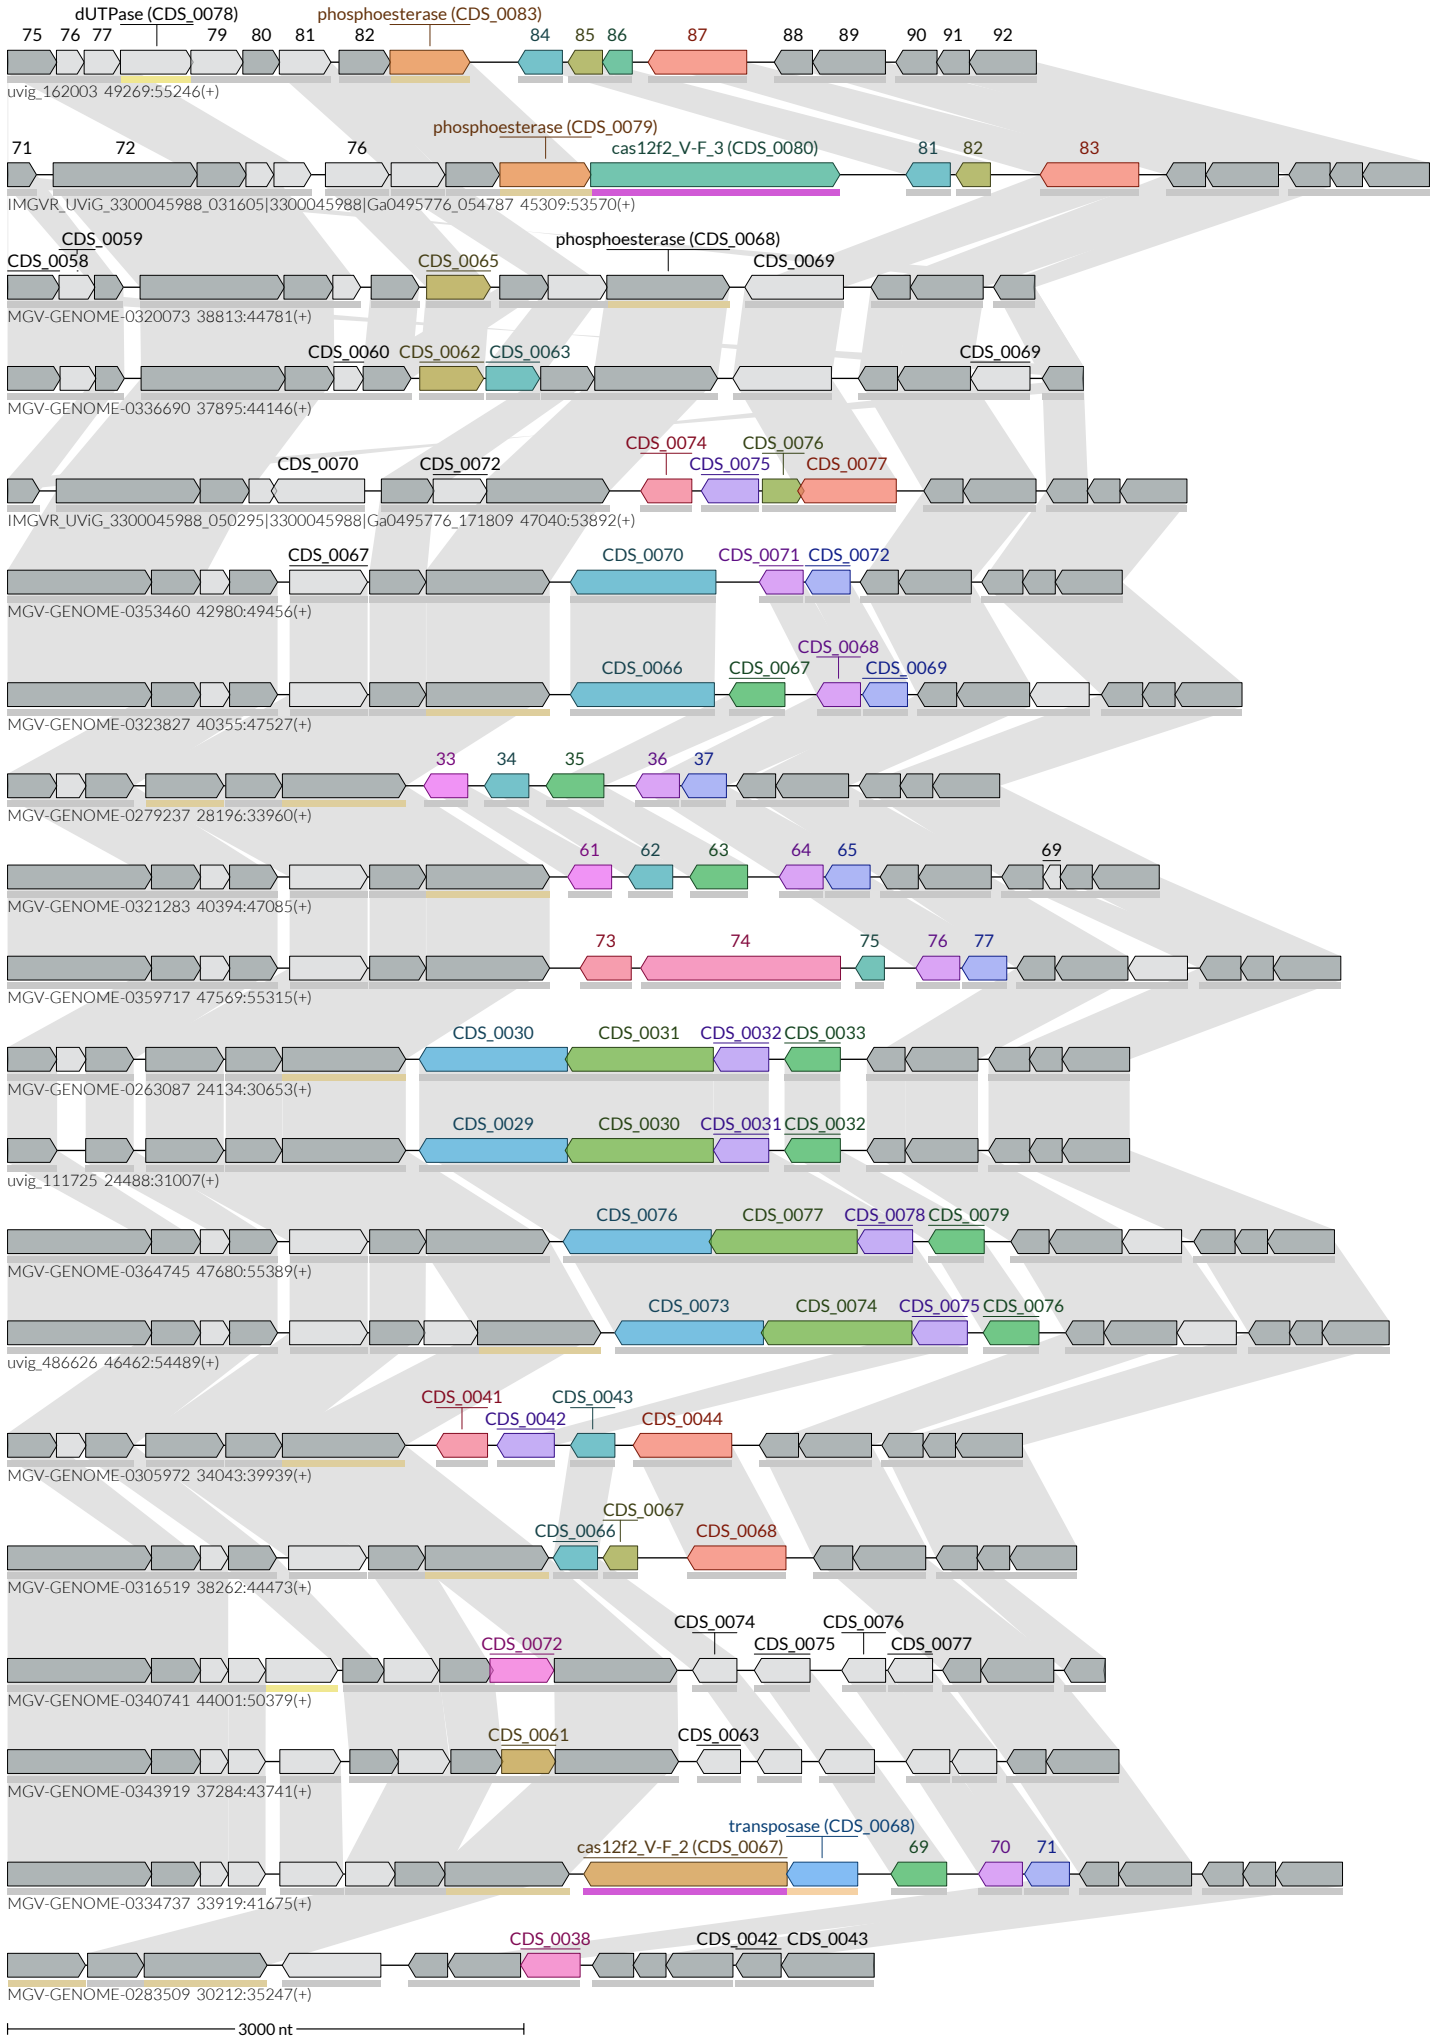 dUTPase (CDS_0078) phosphoesterase (CDS_0083)
75 76 77 79 80 81 82 84 85 86 87 88 89 90 91 92
uvig_162003 49269:55246(+)
phosphoesterase (CDS_0079)
71 72 76 cas12f2_V-F_3 (CDS_0080) 81 82 83
IMGVR_UViG_3300045988_031605|3300045988|Ga0495776_054787 45309:53570(+)
CDS_0059 phosphoesterase (CDS_0068)
CDS_0058 CDS_0065 CDS_0069
MGV-GENOME-0320073 38813:44781(+)
CDS_0060 CDS_0062 CDS_0063 CDS_0069
MGV-GENOME-0336690 37895:44146(+)
CDS_0074 CDS_0076
CDS_0070 CDS_0072 CDS_0075 CDS_0077
IMGVR_UViG_3300045988_050295|3300045988|Ga0495776_171809 47040:53892(+)
CDS_0067 CDS_0070 CDS_0071 CDS_0072
MGV-GENOME-0353460 42980:49456(+)
CDS_0068
CDS_0066 CDS_0067 CDS_0069
MGV-GENOME-0323827 40355:47527(+)
33 34 35 36 37
MGV-GENOME-0279237 28196:33960(+)
61 62 63 64 65 69
MGV-GENOME-0321283 40394:47085(+)
73 74 75 76 77
MGV-GENOME-0359717 47569:55315(+)
CDS_0030 CDS_0031 CDS_0032 CDS_0033
MGV-GENOME-0263087 24134:30653(+)
CDS_0029 CDS_0030 CDS_0031 CDS_0032
uvig_111725 24488:31007(+)
CDS_0076 CDS_0077 CDS_0078 CDS_0079
MGV-GENOME-0364745 47680:55389(+)
CDS_0073 CDS_0074 CDS_0075 CDS_0076
uvig_486626 46462:54489(+)
CDS_0041 CDS_0043
CDS_0042 CDS_0044
MGV-GENOME-0305972 34043:39939(+)
CDS_0067
CDS_0066 CDS_0068
MGV-GENOME-0316519 38262:44473(+)
CDS_0074 CDS_0076
CDS_0072 CDS_0075 CDS_0077
MGV-GENOME-0340741 44001:50379(+)
CDS_0061 CDS_0063
MGV-GENOME-0343919 37284:43741(+)
transposase (CDS_0068)
cas12f2_V-F_2 (CDS_0067) 69 70 71
MGV-GENOME-0334737 33919:41675(+)
CDS_0038 CDS_0042 CDS_0043
MGV-GENOME-0283509 30212:35247(+)
3000 nt